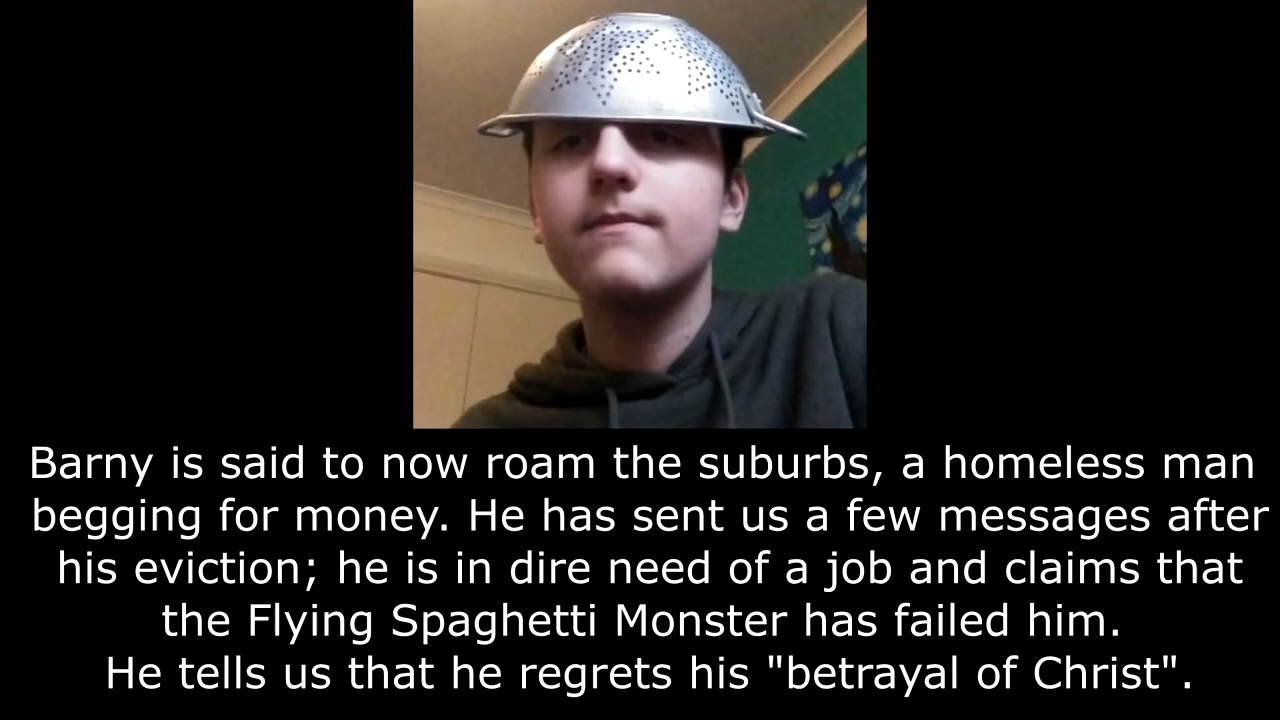 Barny is said to now roam the suburbs, a homeless man
begging for money. He has sent us a few messages after
his eviction; he is in dire need of a job and claims that
the Flying Spaghetti Monster has failed him.
He tells us that he regrets his "betrayal of Christ".